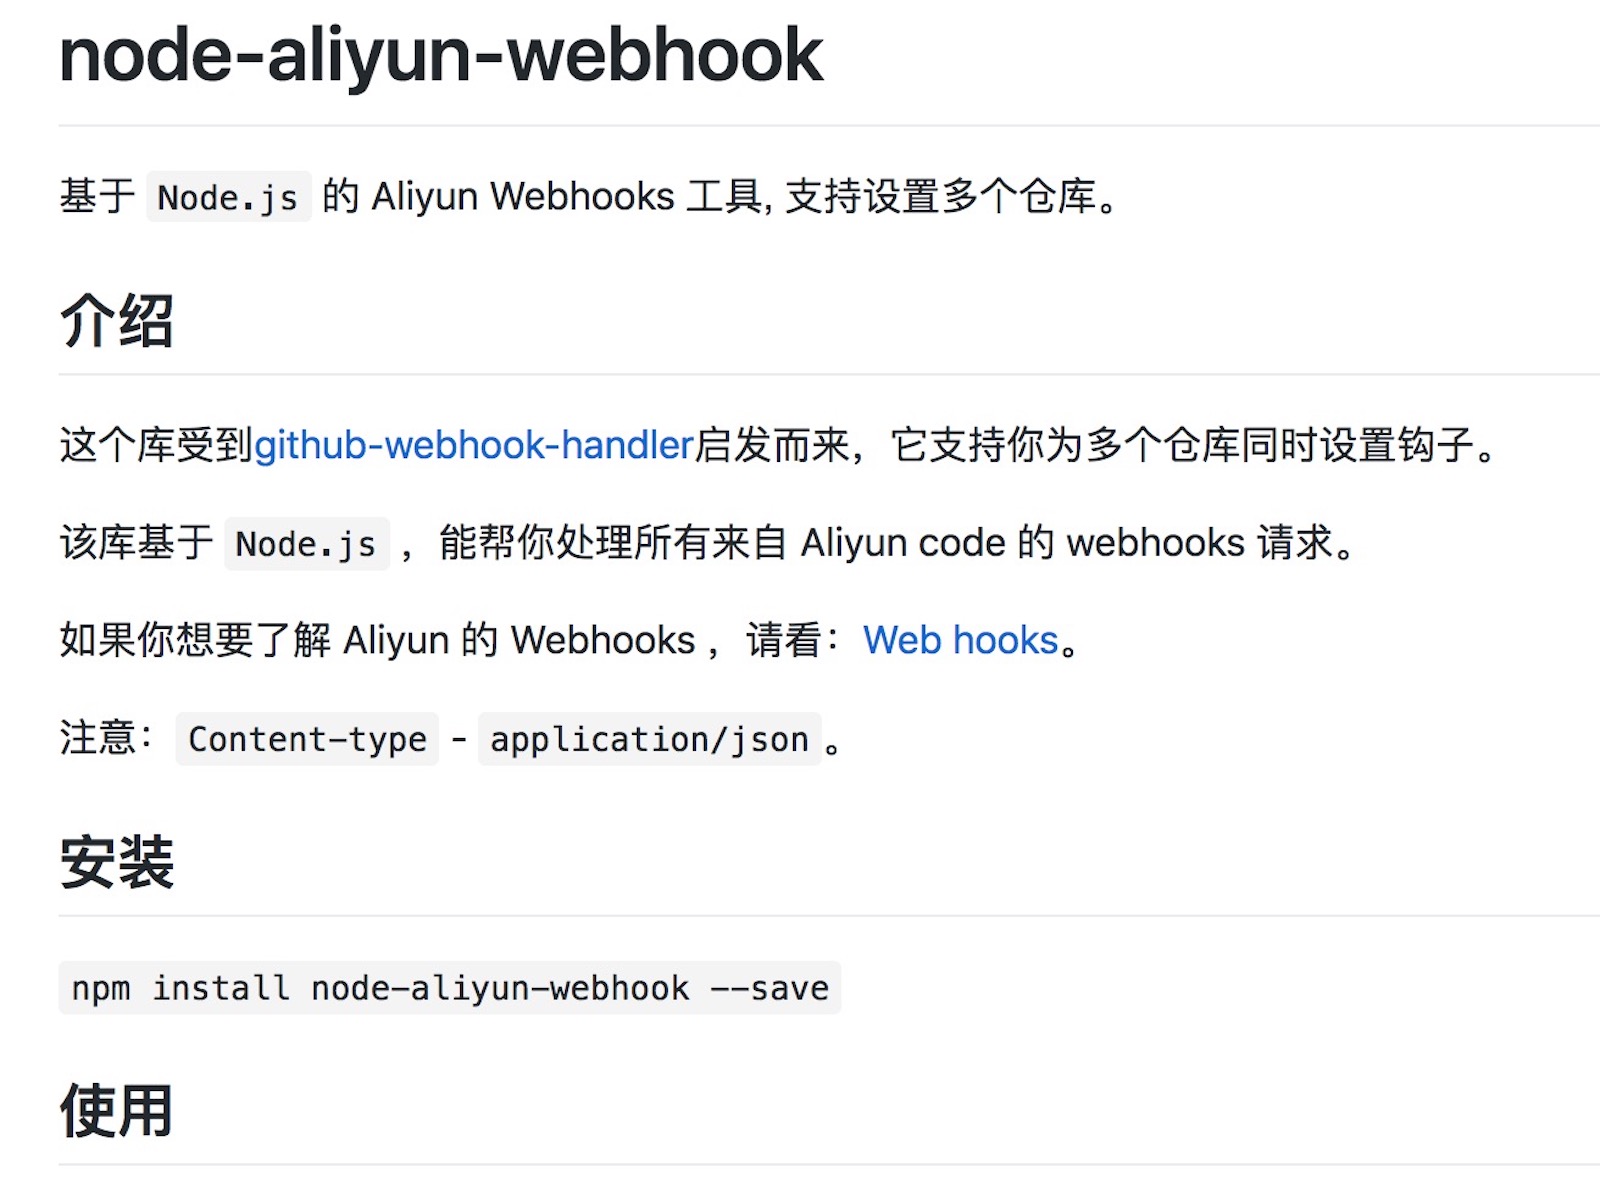 node-aliyun-webhook
基于 Node.js 的 Aliyun Webhooks 工具, 支持设置多个仓库。
介绍
这个库受到github-webhook-handler启发而来，它支持你为多个仓库同时设置钩子。
该库基于 Node.js ，能帮你处理所有来自 Aliyun code 的 webhooks 请求。
如果你想要了解 Aliyun 的 Webhooks ，请看：Web hooks。
注意： Content-type - application/json 。
安装
npm install node-aliyun-webhook --save
使用